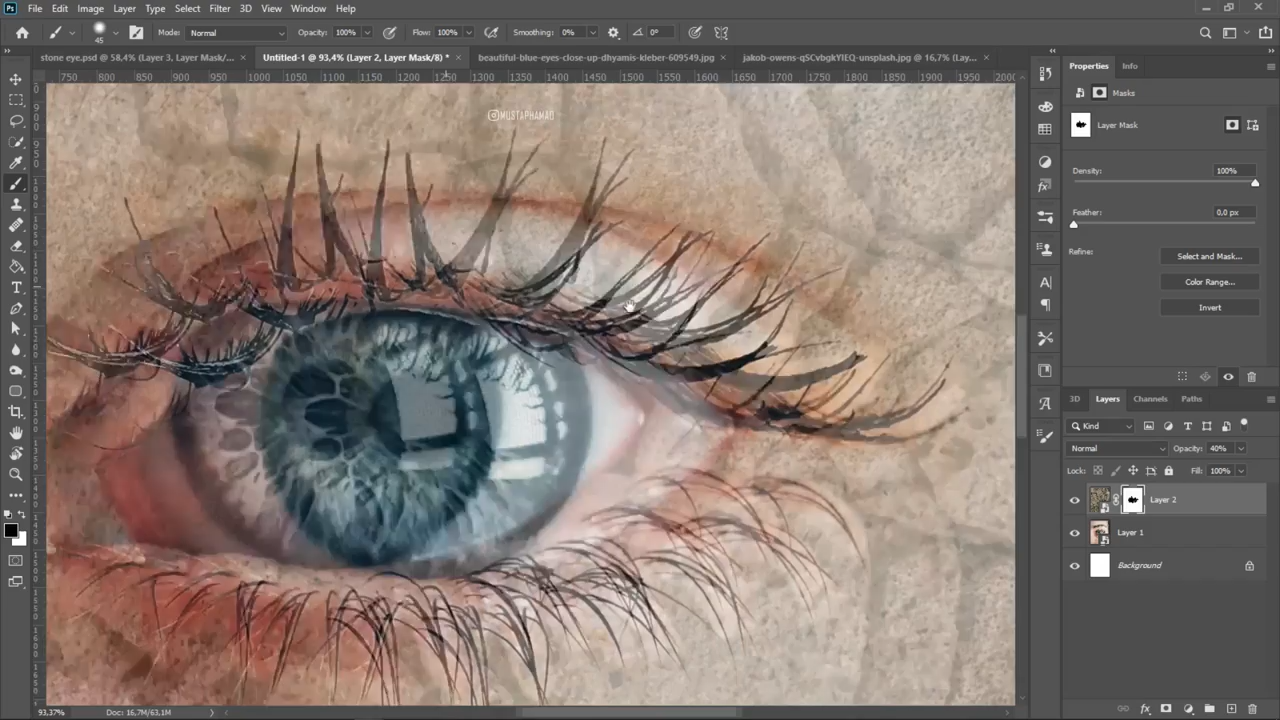 Ps File Edit Image Layer Type Select Filter 3D View Window Help
45 Mode: Normal Opacity: 100% Flow: 100% Smoothing: 0% 0°
stone eye.psd @ 58,4% (Layer 3, Layer Mask/... × Untitled-1 @ 93,4% (Layer 2, Layer Mask/8) * × beautiful-blue-eyes-close-up-dhyamis-kleber-609549.jpg × jakob-owens-qSCvbgkYIEQ-unsplash.jpg @ 16,7% (Lay... ×
750 800 850 900 950 1000 1050 1100 1150 1200 1250 1300 1350 1400 1450 1500 1550 1600 1650 1700 1750 1800 1850 1900 1950 2000
MUSTAPHAMAD
Properties Info
Masks
Layer Mask
Density: 100%
Feather: 0,0 px
Refine: Select and Mask...
Color Range...
Invert
3D Layers Channels Paths
Kind
Normal Opacity: 40%
Lock: Fill: 100%
Layer 2
Layer 1
Background
93,37% Doc: 16,7M/63,1M